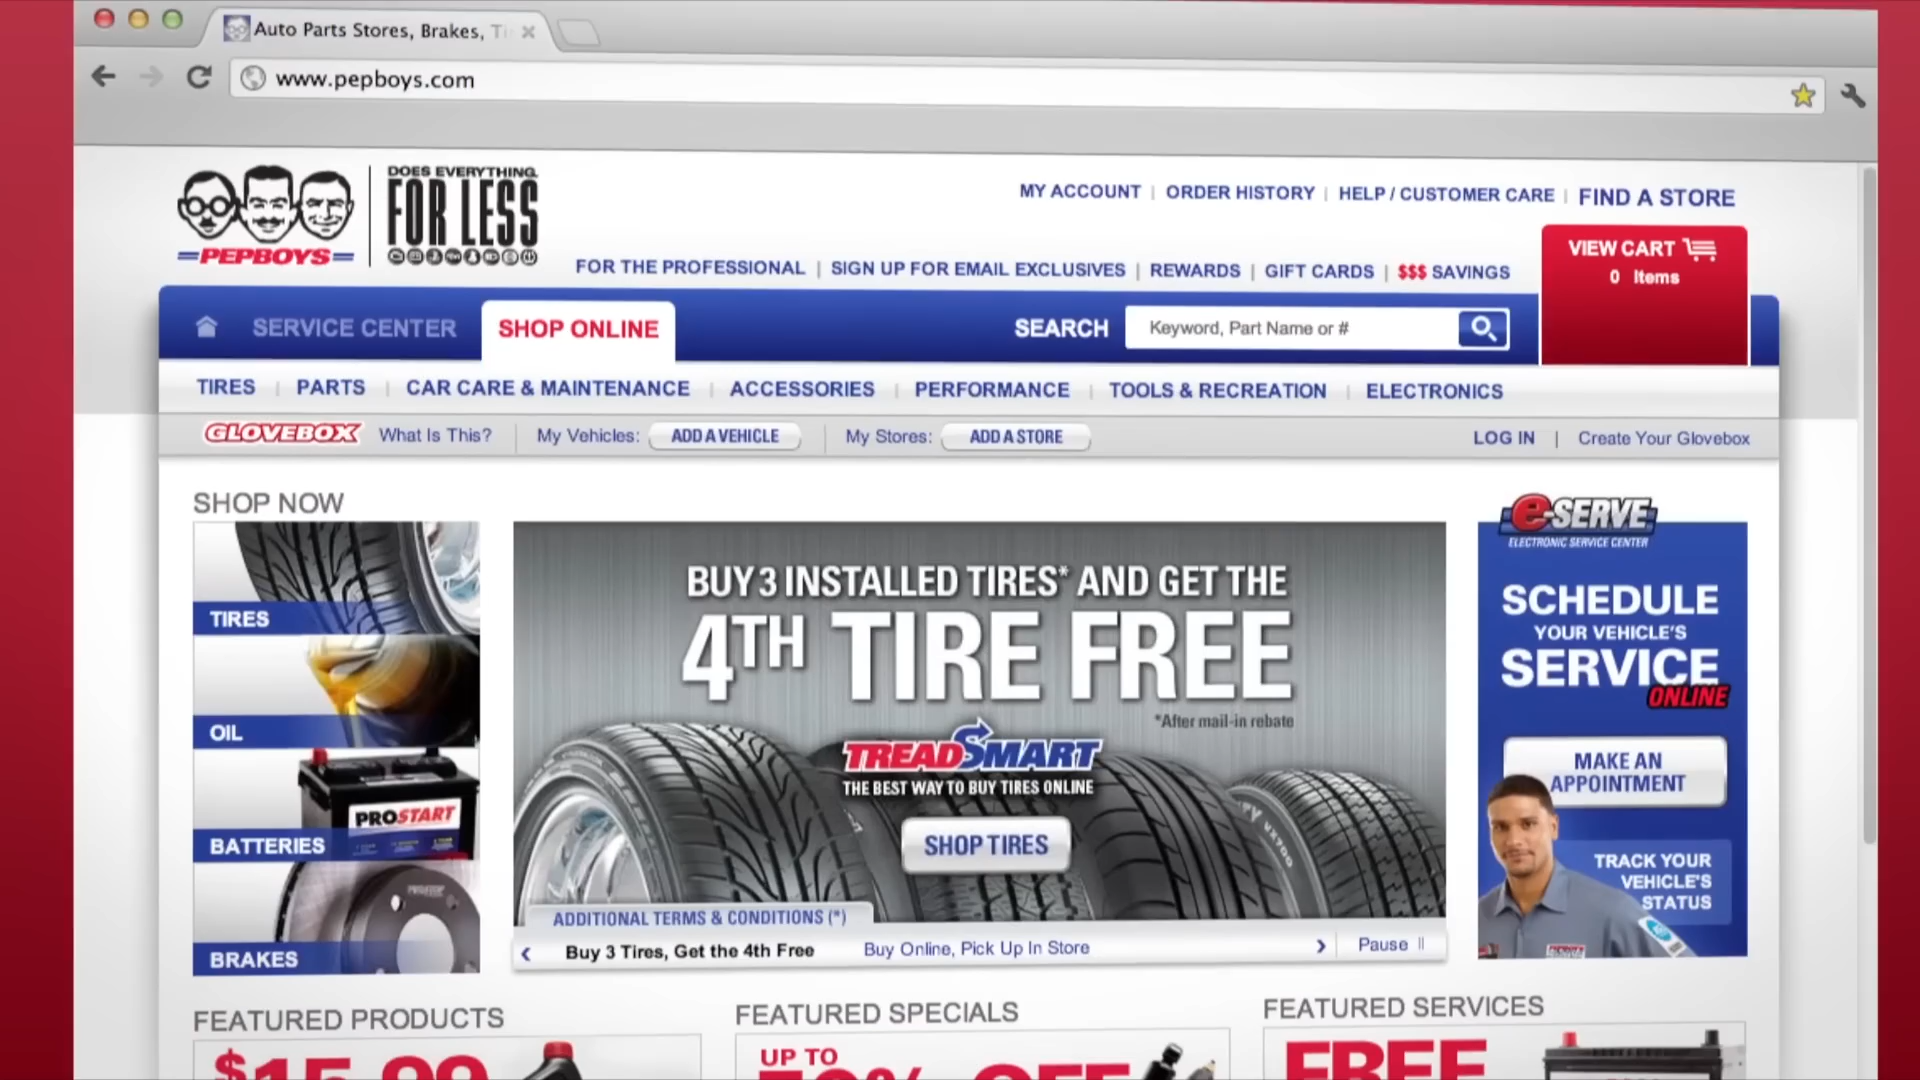 Auto Parts Stores, Brakes, Ti
www.pepboys.com
DOES EVERYTHING.
FOR LESS
PEPBOYS
MY ACCOUNT | ORDER HISTORY | HELP / CUSTOMER CARE | FIND A STORE
FOR THE PROFESSIONAL | SIGN UP FOR EMAIL EXCLUSIVES | REWARDS | GIFT CARDS | $$$ SAVINGS
VIEW CART
0 Items
SERVICE CENTER
SHOP ONLINE
SEARCH
Keyword, Part Name or #
TIRES | PARTS | CAR CARE & MAINTENANCE | ACCESSORIES | PERFORMANCE | TOOLS & RECREATION | ELECTRONICS
GLOVEBOX What Is This? | My Vehicles: ADD A VEHICLE | My Stores: ADD A STORE
LOG IN | Create Your Glovebox
SHOP NOW
TIRES
OIL
PROSTART
BATTERIES
BRAKES
BUY 3 INSTALLED TIRES* AND GET THE
4TH TIRE FREE
*After mail-in rebate
TREADSMART
THE BEST WAY TO BUY TIRES ONLINE
SHOP TIRES
VX700
ADDITIONAL TERMS & CONDITIONS (*)
Buy 3 Tires, Get the 4th Free
Buy Online, Pick Up In Store
Pause
e-SERVE
ELECTRONIC SERVICE CENTER
SCHEDULE
YOUR VEHICLE'S
SERVICE
ONLINE
MAKE AN
APPOINTMENT
TRACK YOUR
VEHICLE'S
STATUS
PEPBOYS
FEATURED PRODUCTS
$15.99
FEATURED SPECIALS
UP TO
50% OFF
FEATURED SERVICES
FREE